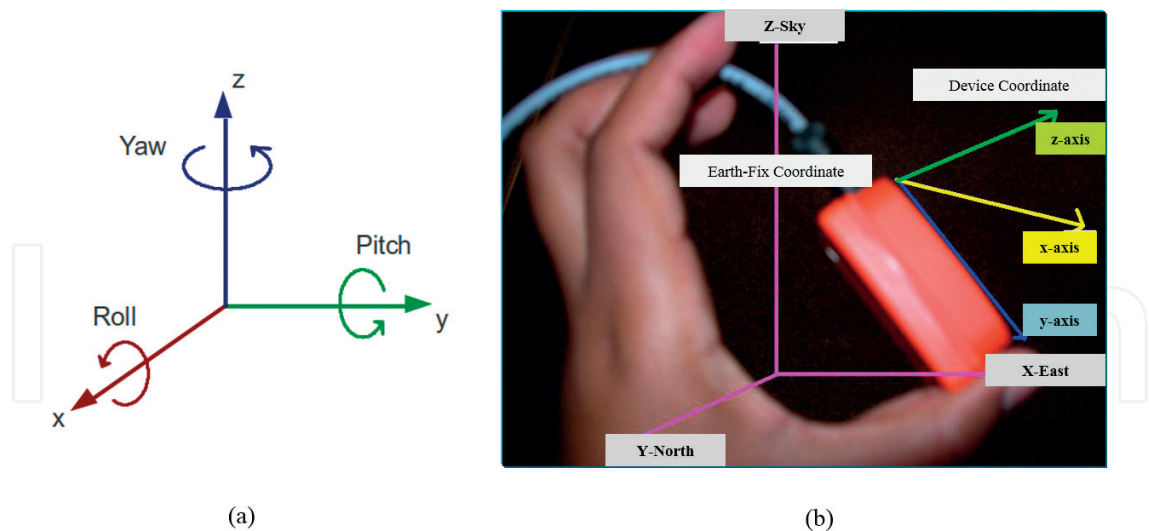 z
Yaw
Pitch
y
Roll
x
(a)
Z-Sky
Device Coordinate
z-axis
Earth-Fix Coordinate
x-axis
y-axis
X-East
Y-North
(b)